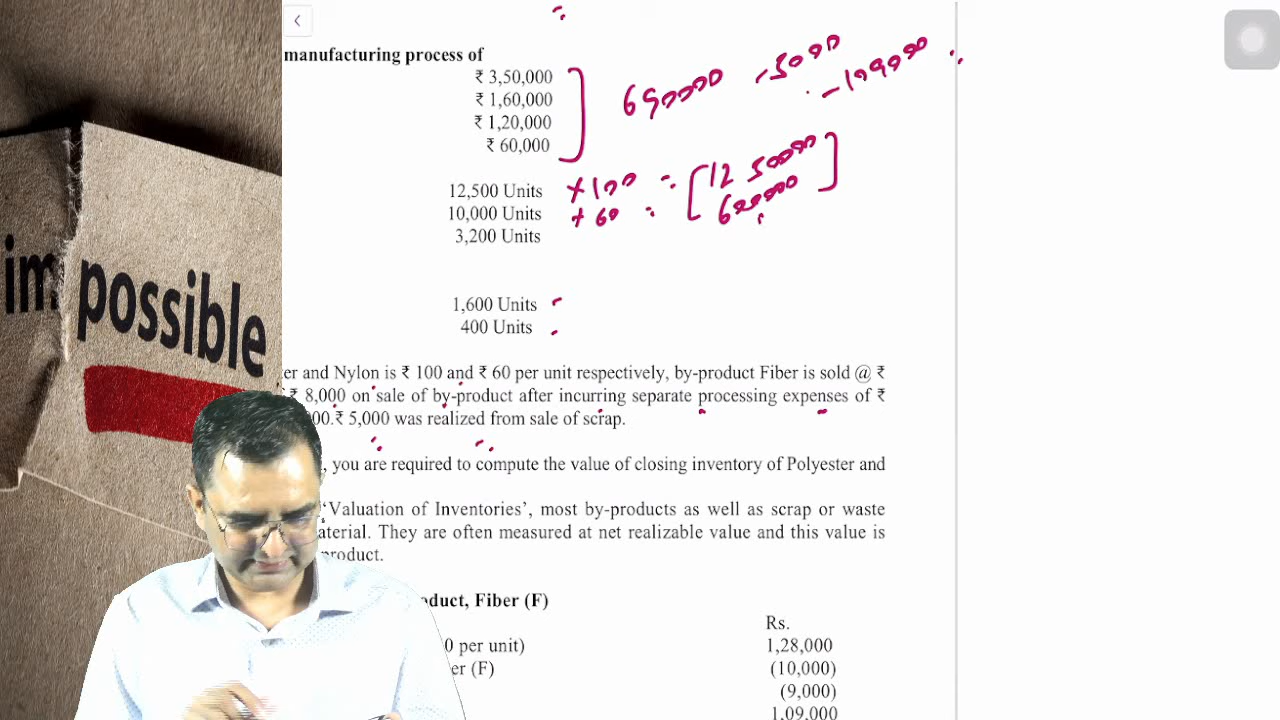 manufacturing process of
₹ 3,50,000
₹ 1,60,000
₹ 1,20,000
₹ 60,000
690000 -5000
-109000
12,500 Units ×100 = 1250000
10,000 Units × 60 = 600000
3,200 Units
1,600 Units
400 Units
er and Nylon is ₹ 100 and ₹ 60 per unit respectively, by-product Fiber is sold @ ₹
₹ 8,000 on sale of by-product after incurring separate processing expenses of ₹
000.₹ 5,000 was realized from sale of scrap.
, you are required to compute the value of closing inventory of Polyester and
'Valuation of Inventories', most by-products as well as scrap or waste
aterial. They are often measured at net realizable value and this value is
product.
oduct, Fiber (F)
Rs.
0 per unit) 1,28,000
er (F) (10,000)
(9,000)
1,09,000
impossible